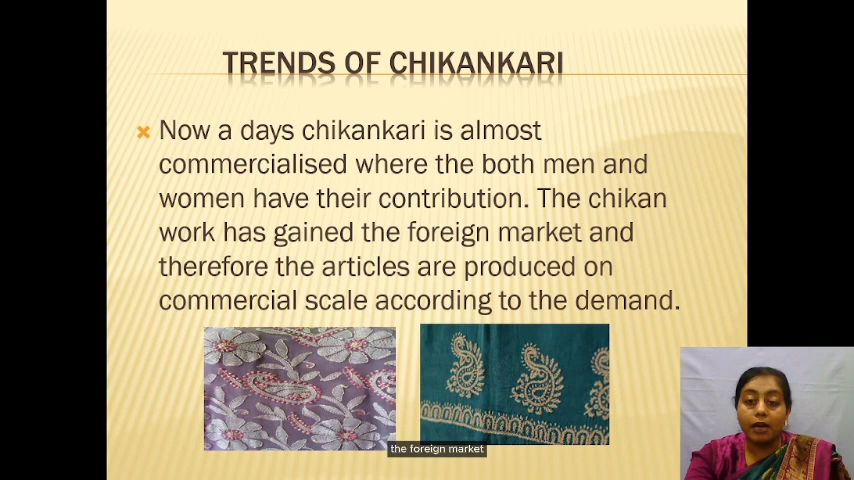 TRENDS OF CHIKANKARI
Now a days chikankari is almost
commercialised where the both men and
women have their contribution. The chikan
work has gained the foreign market and
therefore the articles are produced on
commercial scale according to the demand.
the foreign market